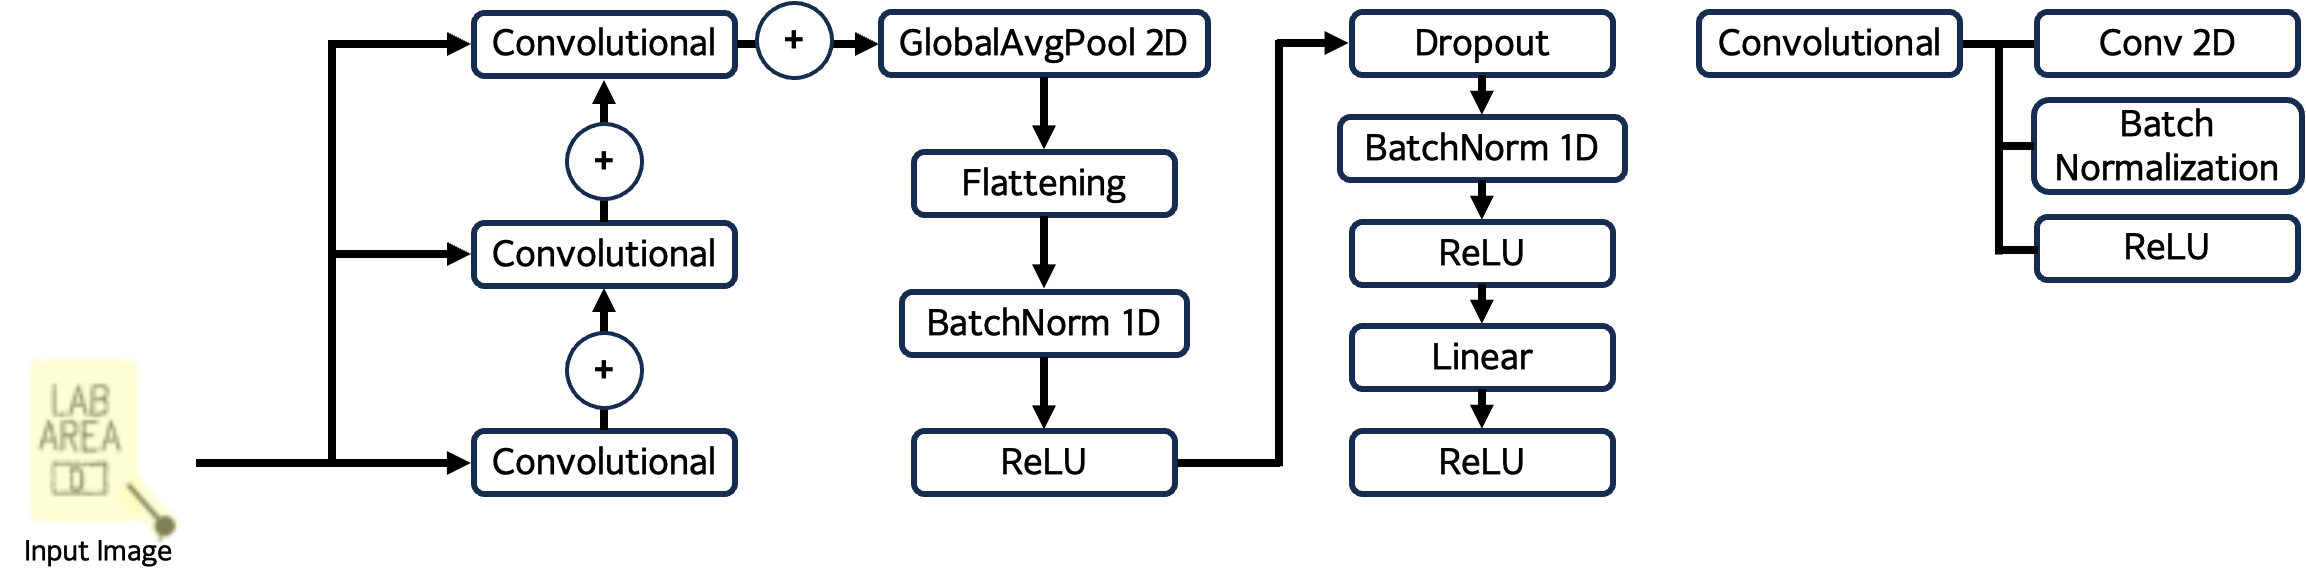 Convolutional
+
GlobalAvgPool 2D
Dropout
Convolutional
Conv 2D
Batch
Normalization
ReLU
+
Convolutional
+
Convolutional
Flattening
BatchNorm 1D
ReLU
BatchNorm 1D
ReLU
Linear
ReLU
LAB
AREA
D
Input Image